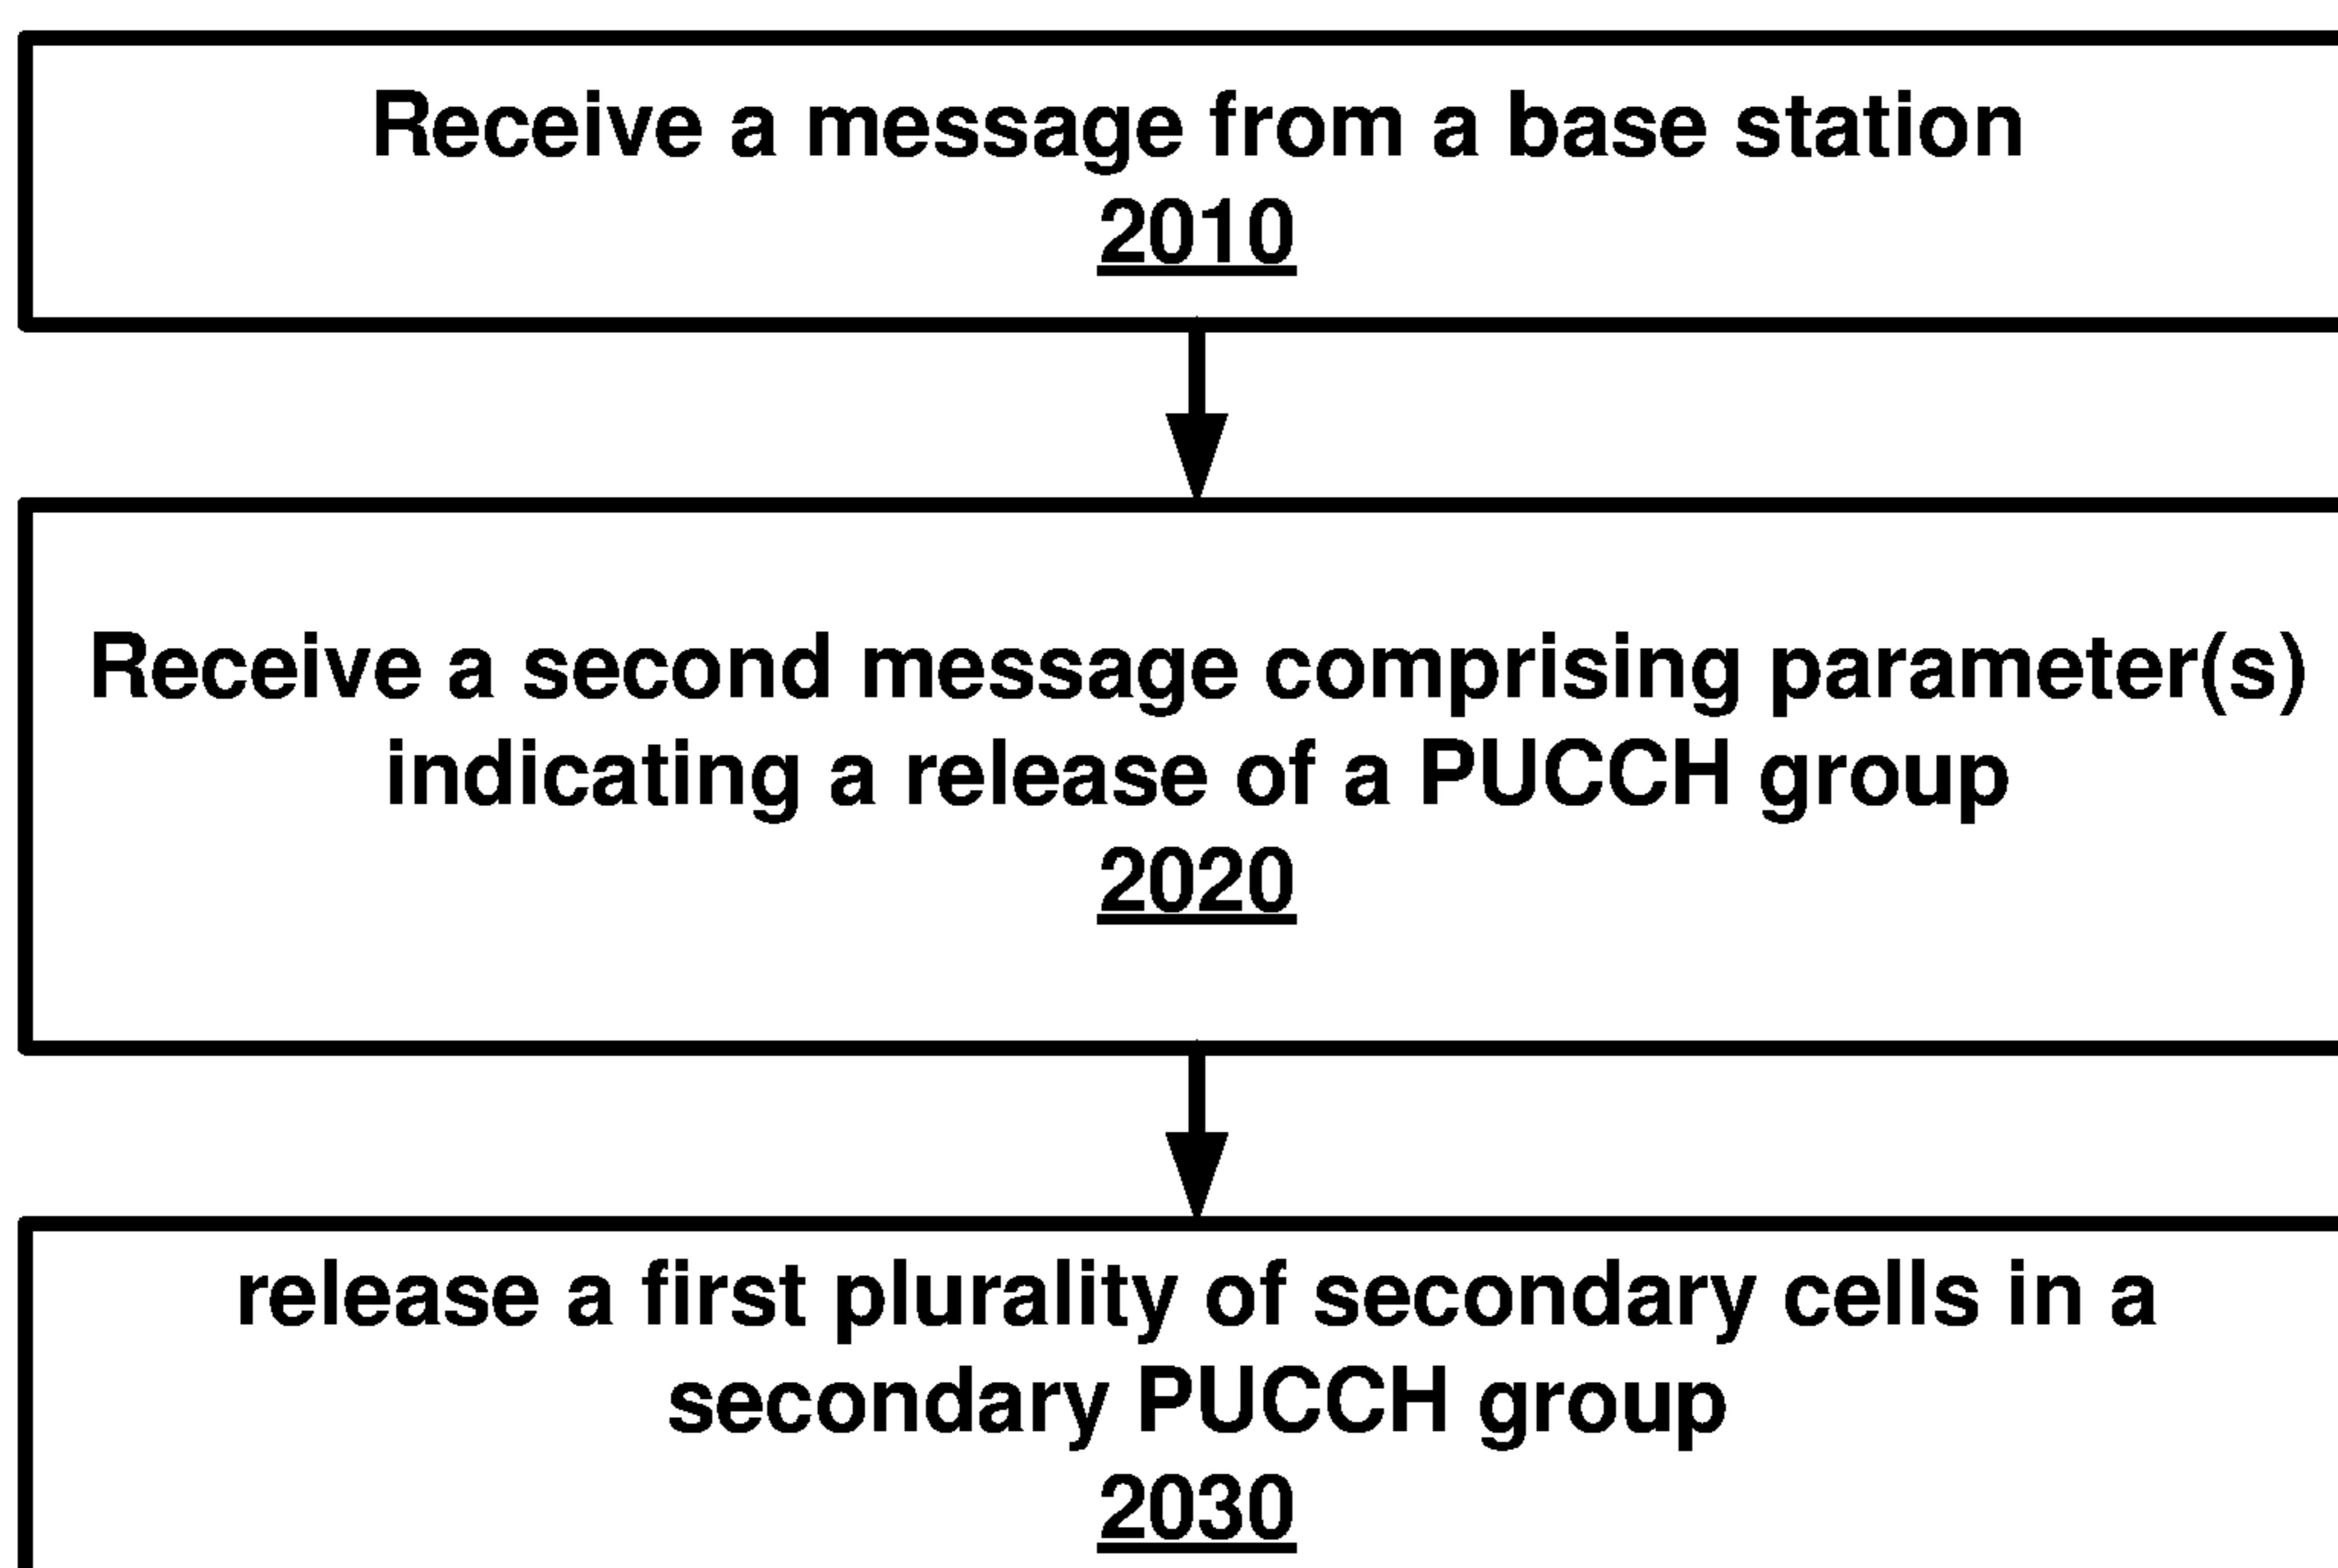 Receive a message from a base station
2010
Receive a second message comprising parameter(s)
indicating a release of a PUCCH group
2020
release a first plurality of secondary cells in a
secondary PUCCH group
2030